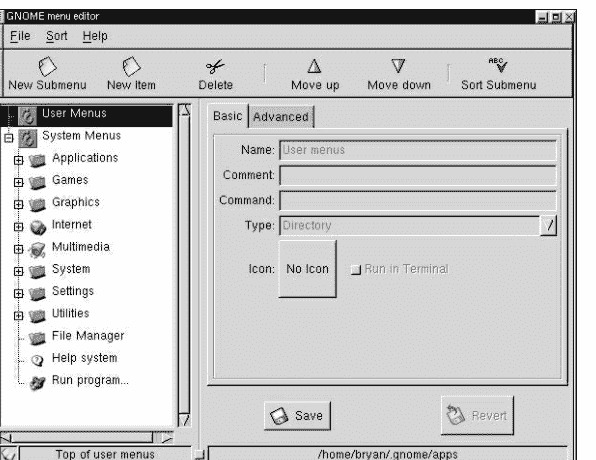 GNOME menu editor
File Sort Help
New Submenu New Item Delete Move up Move down ABC Sort Submenu
User Menus
System Menus
Applications
Games
Graphics
Internet
Multimedia
System
Settings
Utilities
File Manager
Help system
Run program...
Basic Advanced
Name: User menus
Comment:
Command:
Type: Directory
Icon: No Icon Run in Terminal
Save Revert
Top of user menus /home/bryan/.gnome/apps